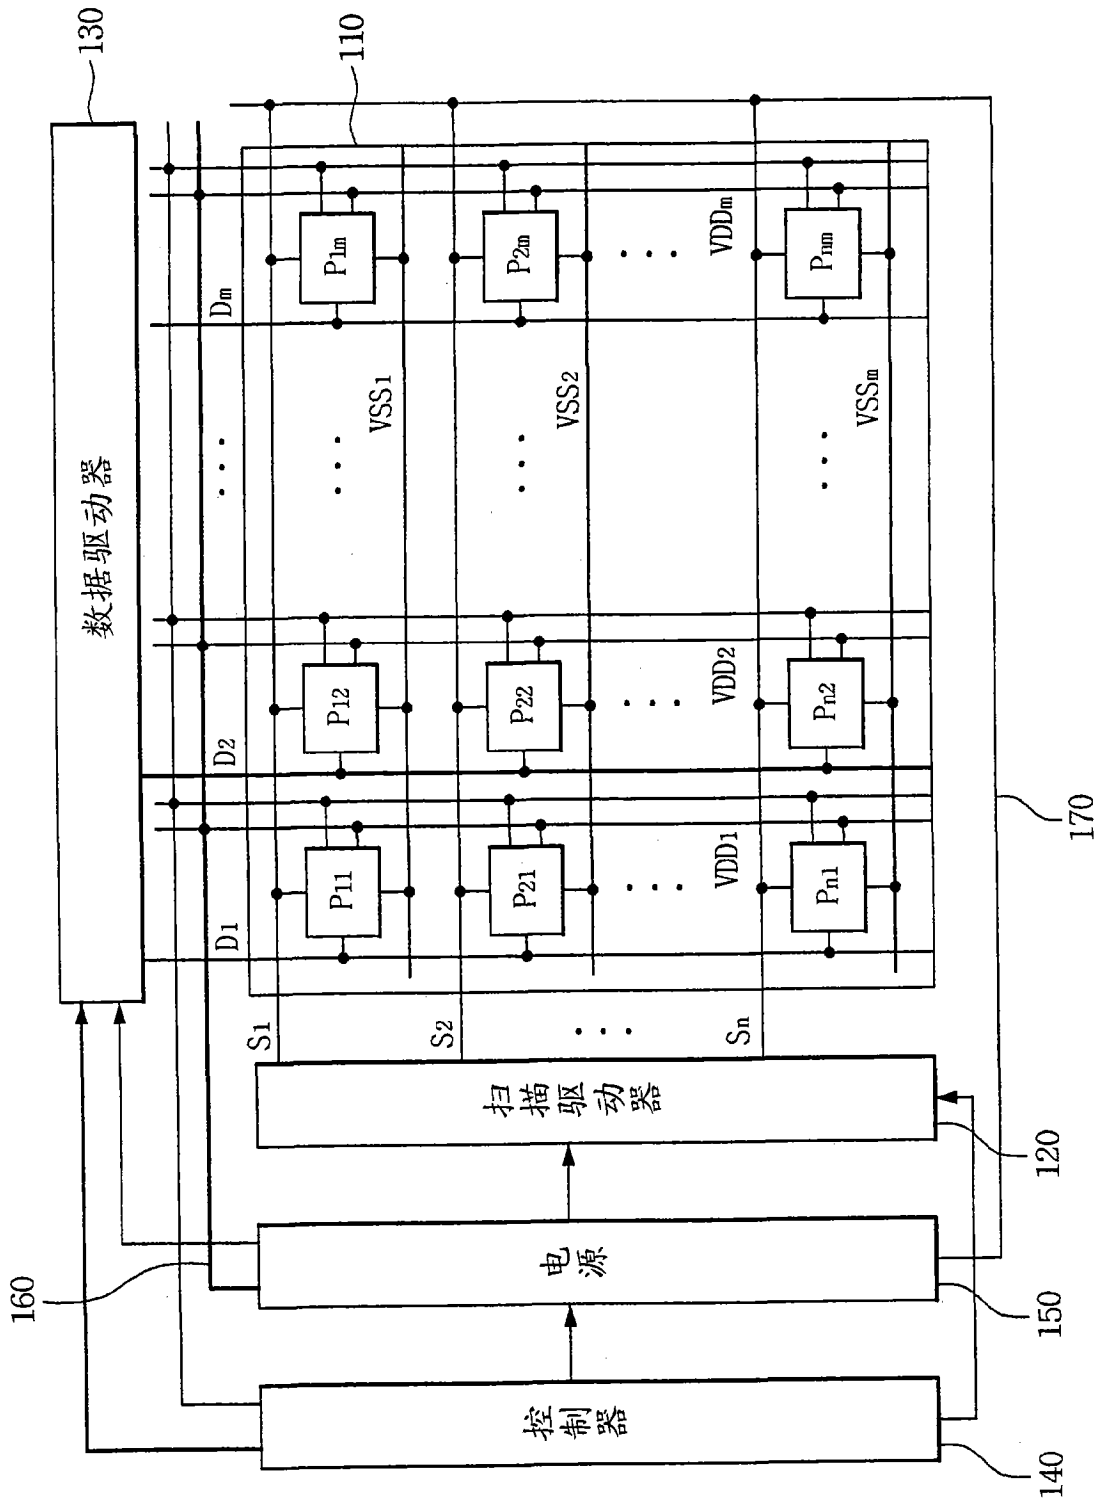 130
数据驱动器
160
110
D1
D2
• • •
Dm
S1
P11
P12
• • •
P1m
VSS1
S2
P21
P22
• • •
P2m
VSS2
• • •
• • •
• • •
• • •
VDD1
VDD2
VDDm
Sn
Pn1
Pn2
• • •
Pnm
VSSm
控制器
电源
扫描驱动器
140
150
120
170